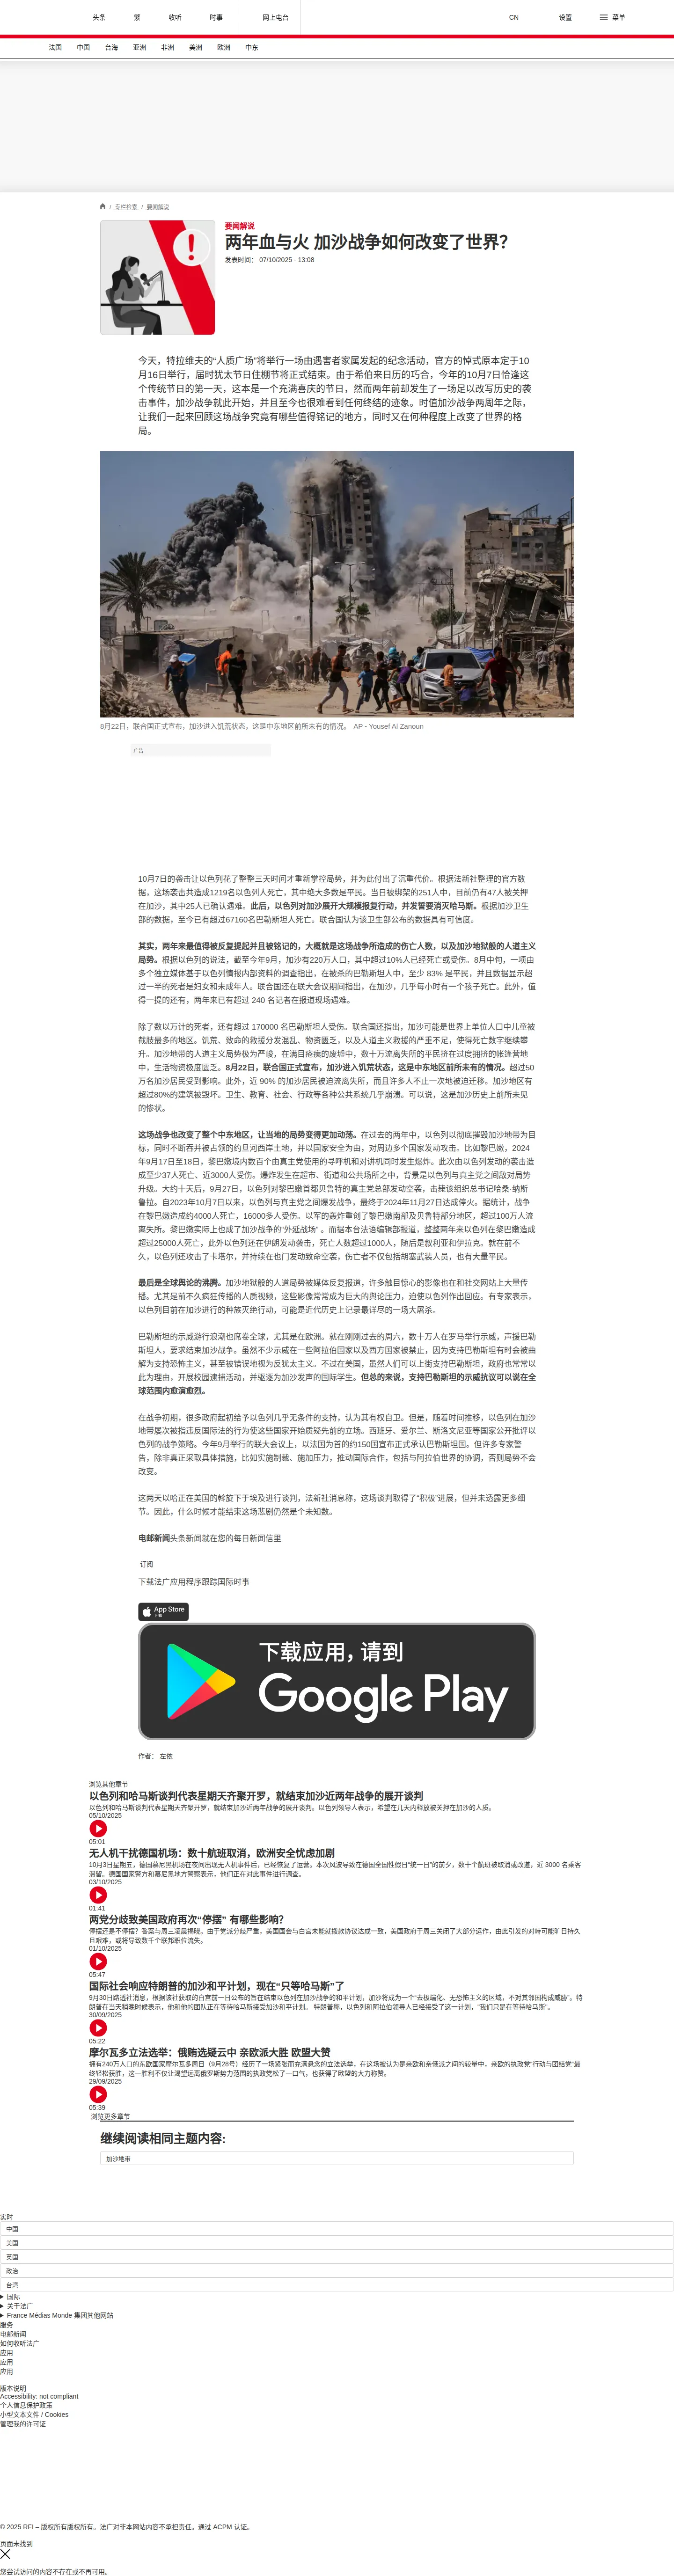 头条
繁
收听
时事
网上电台
CN
设置
菜单
法国
中国
台海
亚洲
非洲
美洲
欧洲
中东
/ 专栏检索 / 要闻解说
要闻解说
两年血与火 加沙战争如何改变了世界？
发表时间： 07/10/2025 - 13:08
今天，特拉维夫的“人质广场”将举行一场由遇害者家属发起的纪念活动，官方的悼式原本定于10
月16日举行，届时犹太节日住棚节将正式结束。由于希伯来日历的巧合，今年的10月7日恰逢这
个传统节日的第一天，这本是一个充满喜庆的节日，然而两年前却发生了一场足以改写历史的袭
击事件，加沙战争就此开始，并且至今也很难看到任何终结的迹象。时值加沙战争两周年之际，
让我们一起来回顾这场战争究竟有哪些值得铭记的地方，同时又在何种程度上改变了世界的格
局。
8月22日，联合国正式宣布，加沙进入饥荒状态，这是中东地区前所未有的情况。 AP - Yousef Al Zanoun
广告
10月7日的袭击让以色列花了整整三天时间才重新掌控局势，并为此付出了沉重代价。根据法新社整理的官方数
据，这场袭击共造成1219名以色列人死亡，其中绝大多数是平民。当日被绑架的251人中，目前仍有47人被关押
在加沙，其中25人已确认遇难。此后，以色列对加沙展开大规模报复行动，并发誓要消灭哈马斯。根据加沙卫生
部的数据，至今已有超过67160名巴勒斯坦人死亡。联合国认为该卫生部公布的数据具有可信度。
其实，两年来最值得被反复提起并且被铭记的，大概就是这场战争所造成的伤亡人数，以及加沙地狱般的人道主义
局势。根据以色列的说法，截至今年9月，加沙有220万人口，其中超过10%人已经死亡或受伤。8月中旬，一项由
多个独立媒体基于以色列情报内部资料的调查指出，在被杀的巴勒斯坦人中，至少 83% 是平民，并且数据显示超
过一半的死者是妇女和未成年人。联合国还在联大会议期间指出，在加沙，几乎每小时有一个孩子死亡。此外，值
得一提的还有，两年来已有超过 240 名记者在报道现场遇难。
除了数以万计的死者，还有超过 170000 名巴勒斯坦人受伤。联合国还指出，加沙可能是世界上单位人口中儿童被
截肢最多的地区。饥荒、致命的救援分发混乱、物资匮乏，以及人道主义救援的严重不足，使得死亡数字继续攀
升。加沙地带的人道主义局势极为严峻，在满目疮痍的废墟中，数十万流离失所的平民挤在过度拥挤的帐篷营地
中，生活物资极度匮乏。8月22日，联合国正式宣布，加沙进入饥荒状态，这是中东地区前所未有的情况。超过50
万名加沙居民受到影响。此外，近 90% 的加沙居民被迫流离失所，而且许多人不止一次地被迫迁移。加沙地区有
超过80%的建筑被毁坏。卫生、教育、社会、行政等各种公共系统几乎崩溃。可以说，这是加沙历史上前所未见
的惨状。
这场战争也改变了整个中东地区，让当地的局势变得更加动荡。在过去的两年中，以色列以彻底摧毁加沙地带为目
标，同时不断吞并被占领的约旦河西岸土地，并以国家安全为由，对周边多个国家发动攻击。比如黎巴嫩，2024
年9月17日至18日，黎巴嫩境内数百个由真主党使用的寻呼机和对讲机同时发生爆炸。此次由以色列发动的袭击造
成至少37人死亡、近3000人受伤。爆炸发生在超市、街道和公共场所之中，背景是以色列与真主党之间敌对局势
升级。大约十天后，9月27日，以色列对黎巴嫩首都贝鲁特的真主党总部发动空袭，击毙该组织总书记哈桑·纳斯
鲁拉。自2023年10月7日以来，以色列与真主党之间爆发战争，最终于2024年11月27日达成停火。据统计，战争
在黎巴嫩造成约4000人死亡，16000多人受伤。以军的轰炸重创了黎巴嫩南部及贝鲁特部分地区，超过100万人流
离失所。黎巴嫩实际上也成了加沙战争的“外延战场”。而据本台法语编辑部报道，整整两年来以色列在黎巴嫩造成
超过25000人死亡，此外以色列还在伊朗发动袭击，死亡人数超过1000人，随后是叙利亚和伊拉克。就在前不
久，以色列还攻击了卡塔尔，并持续在也门发动致命空袭，伤亡者不仅包括胡塞武装人员，也有大量平民。
最后是全球舆论的沸腾。加沙地狱般的人道局势被媒体反复报道，许多触目惊心的影像也在和社交网站上大量传
播。尤其是前不久疯狂传播的人质视频，这些影像常常成为巨大的舆论压力，迫使以色列作出回应。有专家表示，
以色列目前在加沙进行的种族灭绝行动，可能是近代历史上记录最详尽的一场大屠杀。
巴勒斯坦的示威游行浪潮也席卷全球，尤其是在欧洲。就在刚刚过去的周六，数十万人在罗马举行示威，声援巴勒
斯坦人，要求结束加沙战争。虽然不少示威在一些阿拉伯国家以及西方国家被禁止，因为支持巴勒斯坦有时会被曲
解为支持恐怖主义，甚至被错误地视为反犹太主义。不过在美国，虽然人们可以上街支持巴勒斯坦，政府也常常以
此为理由，开展校园逮捕活动，并驱逐为加沙发声的国际学生。但总的来说，支持巴勒斯坦的示威抗议可以说在全
球范围内愈演愈烈。
在战争初期，很多政府起初给予以色列几乎无条件的支持，认为其有权自卫。但是，随着时间推移，以色列在加沙
地带屡次被指违反国际法的行为使这些国家开始质疑先前的立场。西班牙、爱尔兰、斯洛文尼亚等国家公开批评以
色列的战争策略。今年9月举行的联大会议上，以法国为首的约150国宣布正式承认巴勒斯坦国。但许多专家警
告，除非真正采取具体措施，比如实施制裁、施加压力，推动国际合作，包括与阿拉伯世界的协调，否则局势不会
改变。
这两天以哈正在美国的斡旋下于埃及进行谈判，法新社消息称，这场谈判取得了“积极”进展，但并未透露更多细
节。因此，什么时候才能结束这场悲剧仍然是个未知数。
电邮新闻头条新闻就在您的每日新闻信里
订阅
下载法广应用程序跟踪国际时事
App Store
下载
下载应用，请到
Google Play
作者： 左依
浏览其他章节
以色列和哈马斯谈判代表星期天齐聚开罗，就结束加沙近两年战争的展开谈判
以色列和哈马斯谈判代表星期天齐聚开罗，就结束加沙近两年战争的展开谈判。以色列领导人表示，希望在几天内释放被关押在加沙的人质。
05/10/2025
05:01
无人机干扰德国机场：数十航班取消，欧洲安全忧虑加剧
10月3日星期五，德国慕尼黑机场在夜间出现无人机事件后，已经恢复了运营。本次风波导致在德国全国性假日“统一日”的前夕，数十个航班被取消或改道，近 3000 名乘客
滞留。德国国家警方和慕尼黑地方警察表示，他们正在对此事件进行调查。
03/10/2025
01:41
两党分歧致美国政府再次“停摆” 有哪些影响？
停摆还是不停摆？答案与周三凌晨揭晓。由于党派分歧严重，美国国会与白宫未能就拨款协议达成一致，美国政府于周三关闭了大部分运作，由此引发的对峙可能旷日持久
且艰难，或将导致数千个联邦职位流失。
01/10/2025
05:47
国际社会响应特朗普的加沙和平计划，现在“只等哈马斯”了
9月30日路透社消息，根据该社获取的白宫前一日公布的旨在结束以色列在加沙战争的和平计划，加沙将成为一个“去极端化、无恐怖主义的区域，不对其邻国构成威胁”。特
朗普在当天稍晚时候表示，他和他的团队正在等待哈马斯接受加沙和平计划。 特朗普称，以色列和阿拉伯领导人已经接受了这一计划，“我们只是在等待哈马斯”。
30/09/2025
05:22
摩尔瓦多立法选举：俄贿选疑云中 亲欧派大胜 欧盟大赞
拥有240万人口的东欧国家摩尔瓦多周日（9月28号）经历了一场紧张而充满悬念的立法选举，在这场被认为是亲欧和亲俄派之间的较量中，亲欧的执政党“行动与团结党”最
终轻松获胜，这一胜利不仅让渴望远离俄罗斯势力范围的执政党松了一口气，也获得了欧盟的大力称赞。
29/09/2025
05:39
浏览更多章节
继续阅读相同主题内容:
加沙地带
实时
中国
美国
英国
政治
台湾
国际
关于法广
France Médias Monde 集团其他网站
服务
电邮新闻
如何收听法广
应用
应用
应用
版本说明
Accessibility: not compliant
个人信息保护政策
小型文本文件 / Cookies
管理我的许可证
© 2025 RFI – 版权所有版权所有。法广对非本网站内容不承担责任。通过 ACPM 认证。
页面未找到
您尝试访问的内容不存在或不再可用。